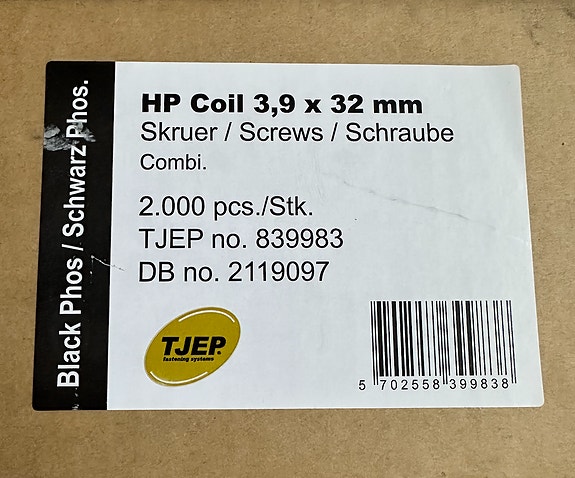 Black Phos / Schwarz Phos.
HP Coil 3,9 x 32 mm
Skruer / Screws / Schraube
Combi.
2.000 pcs./Stk.
TJEP no. 839983
DB no. 2119097
TJEP.
fastening systems
5 702558 399838